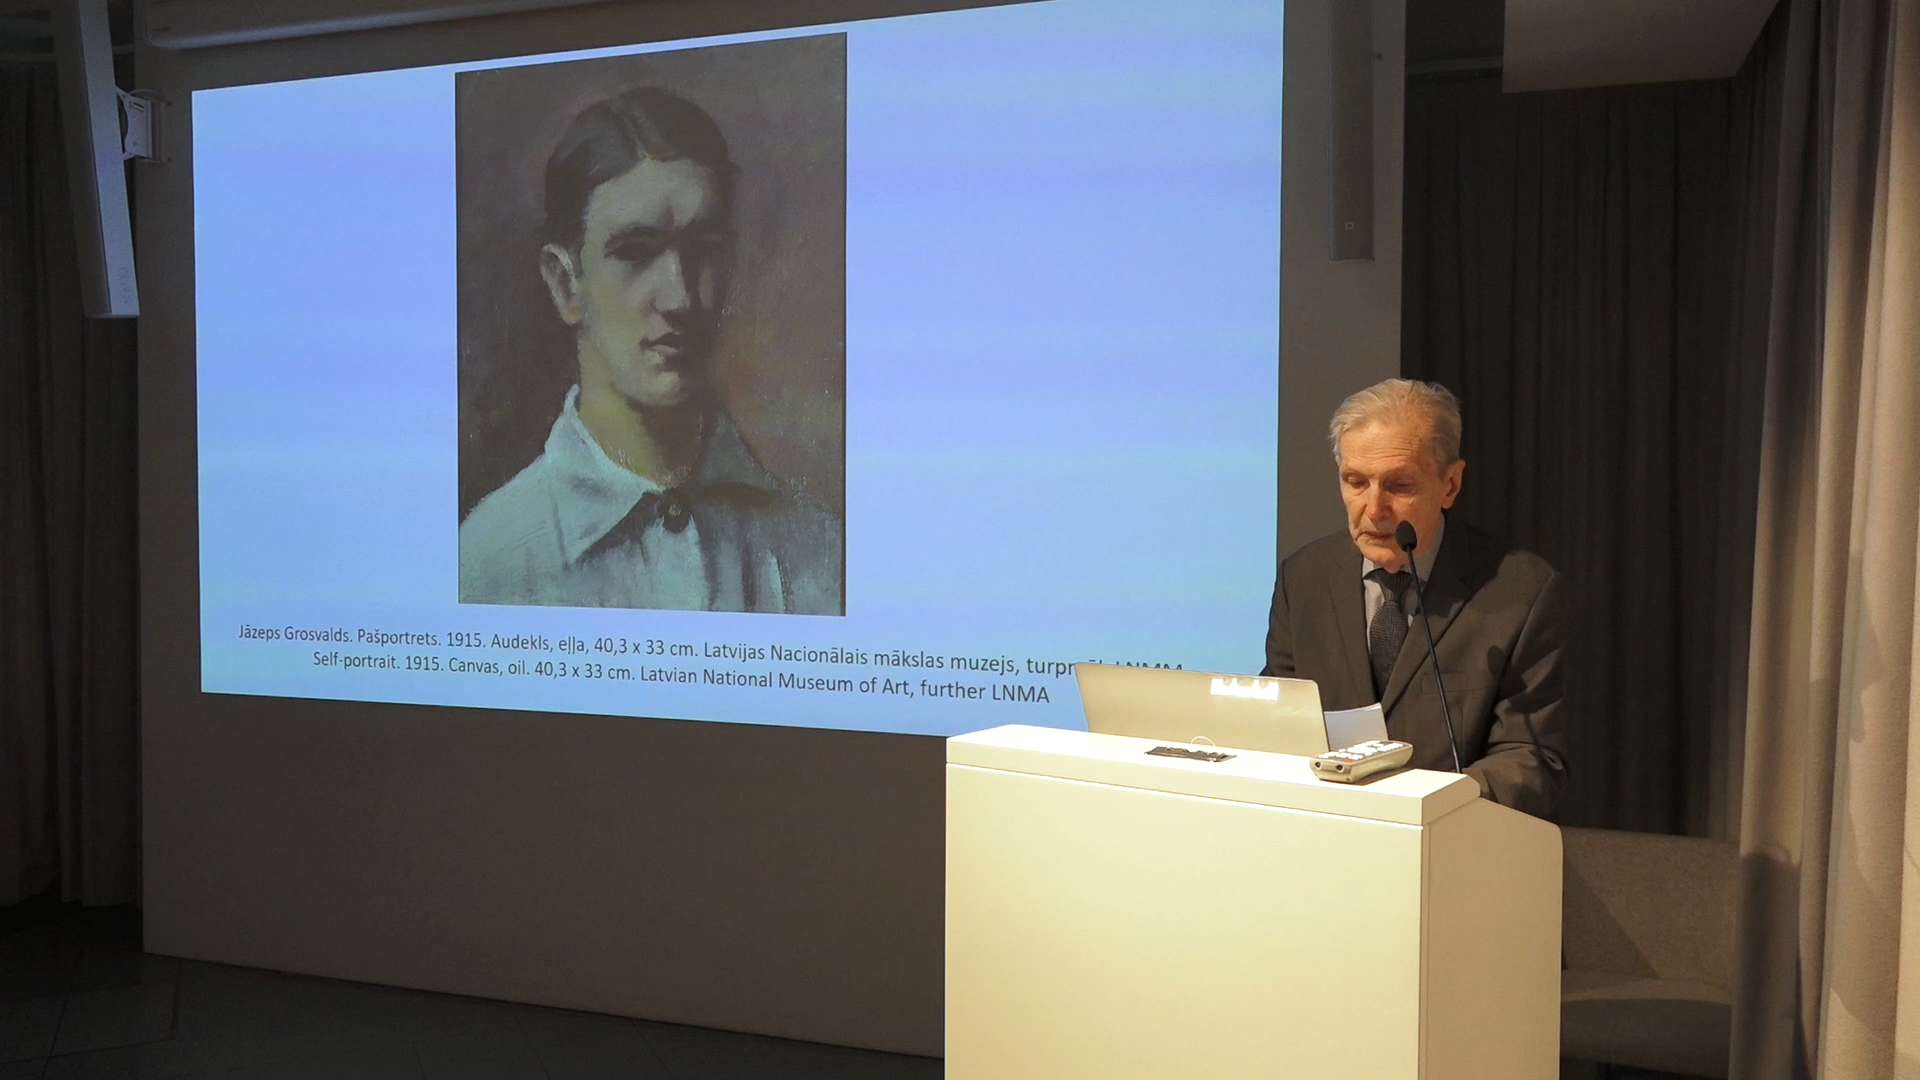 Jāzeps Grosvalds. Pašportrets. 1915. Audekls, eļļa, 40,3 x 33 cm. Latvijas Nacionālais mākslas muzejs,
Self-portrait. 1915. Canvas, oil. 40,3 x 33 cm. Latvian National Museum of Art, further LNMA